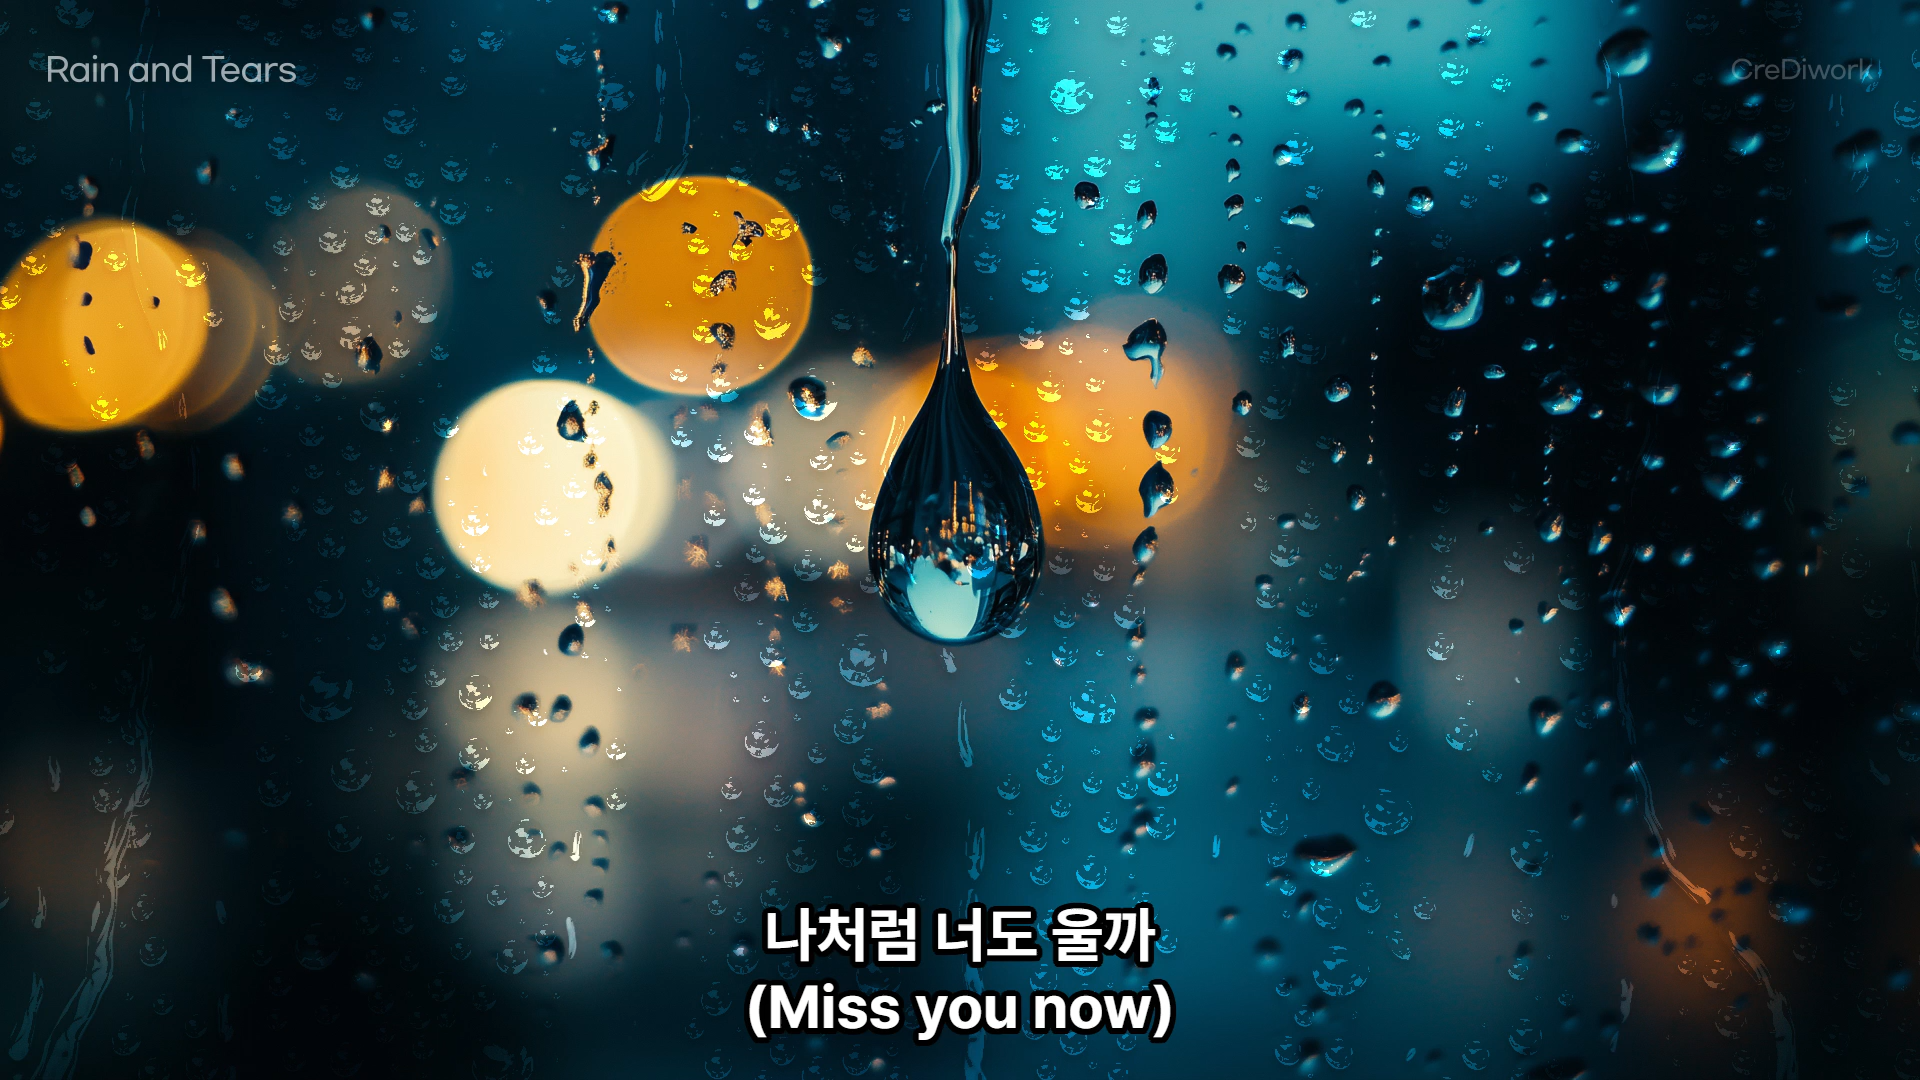 Rain and Tears
CreDiwork
나처럼 너도 울까
(Miss you now)